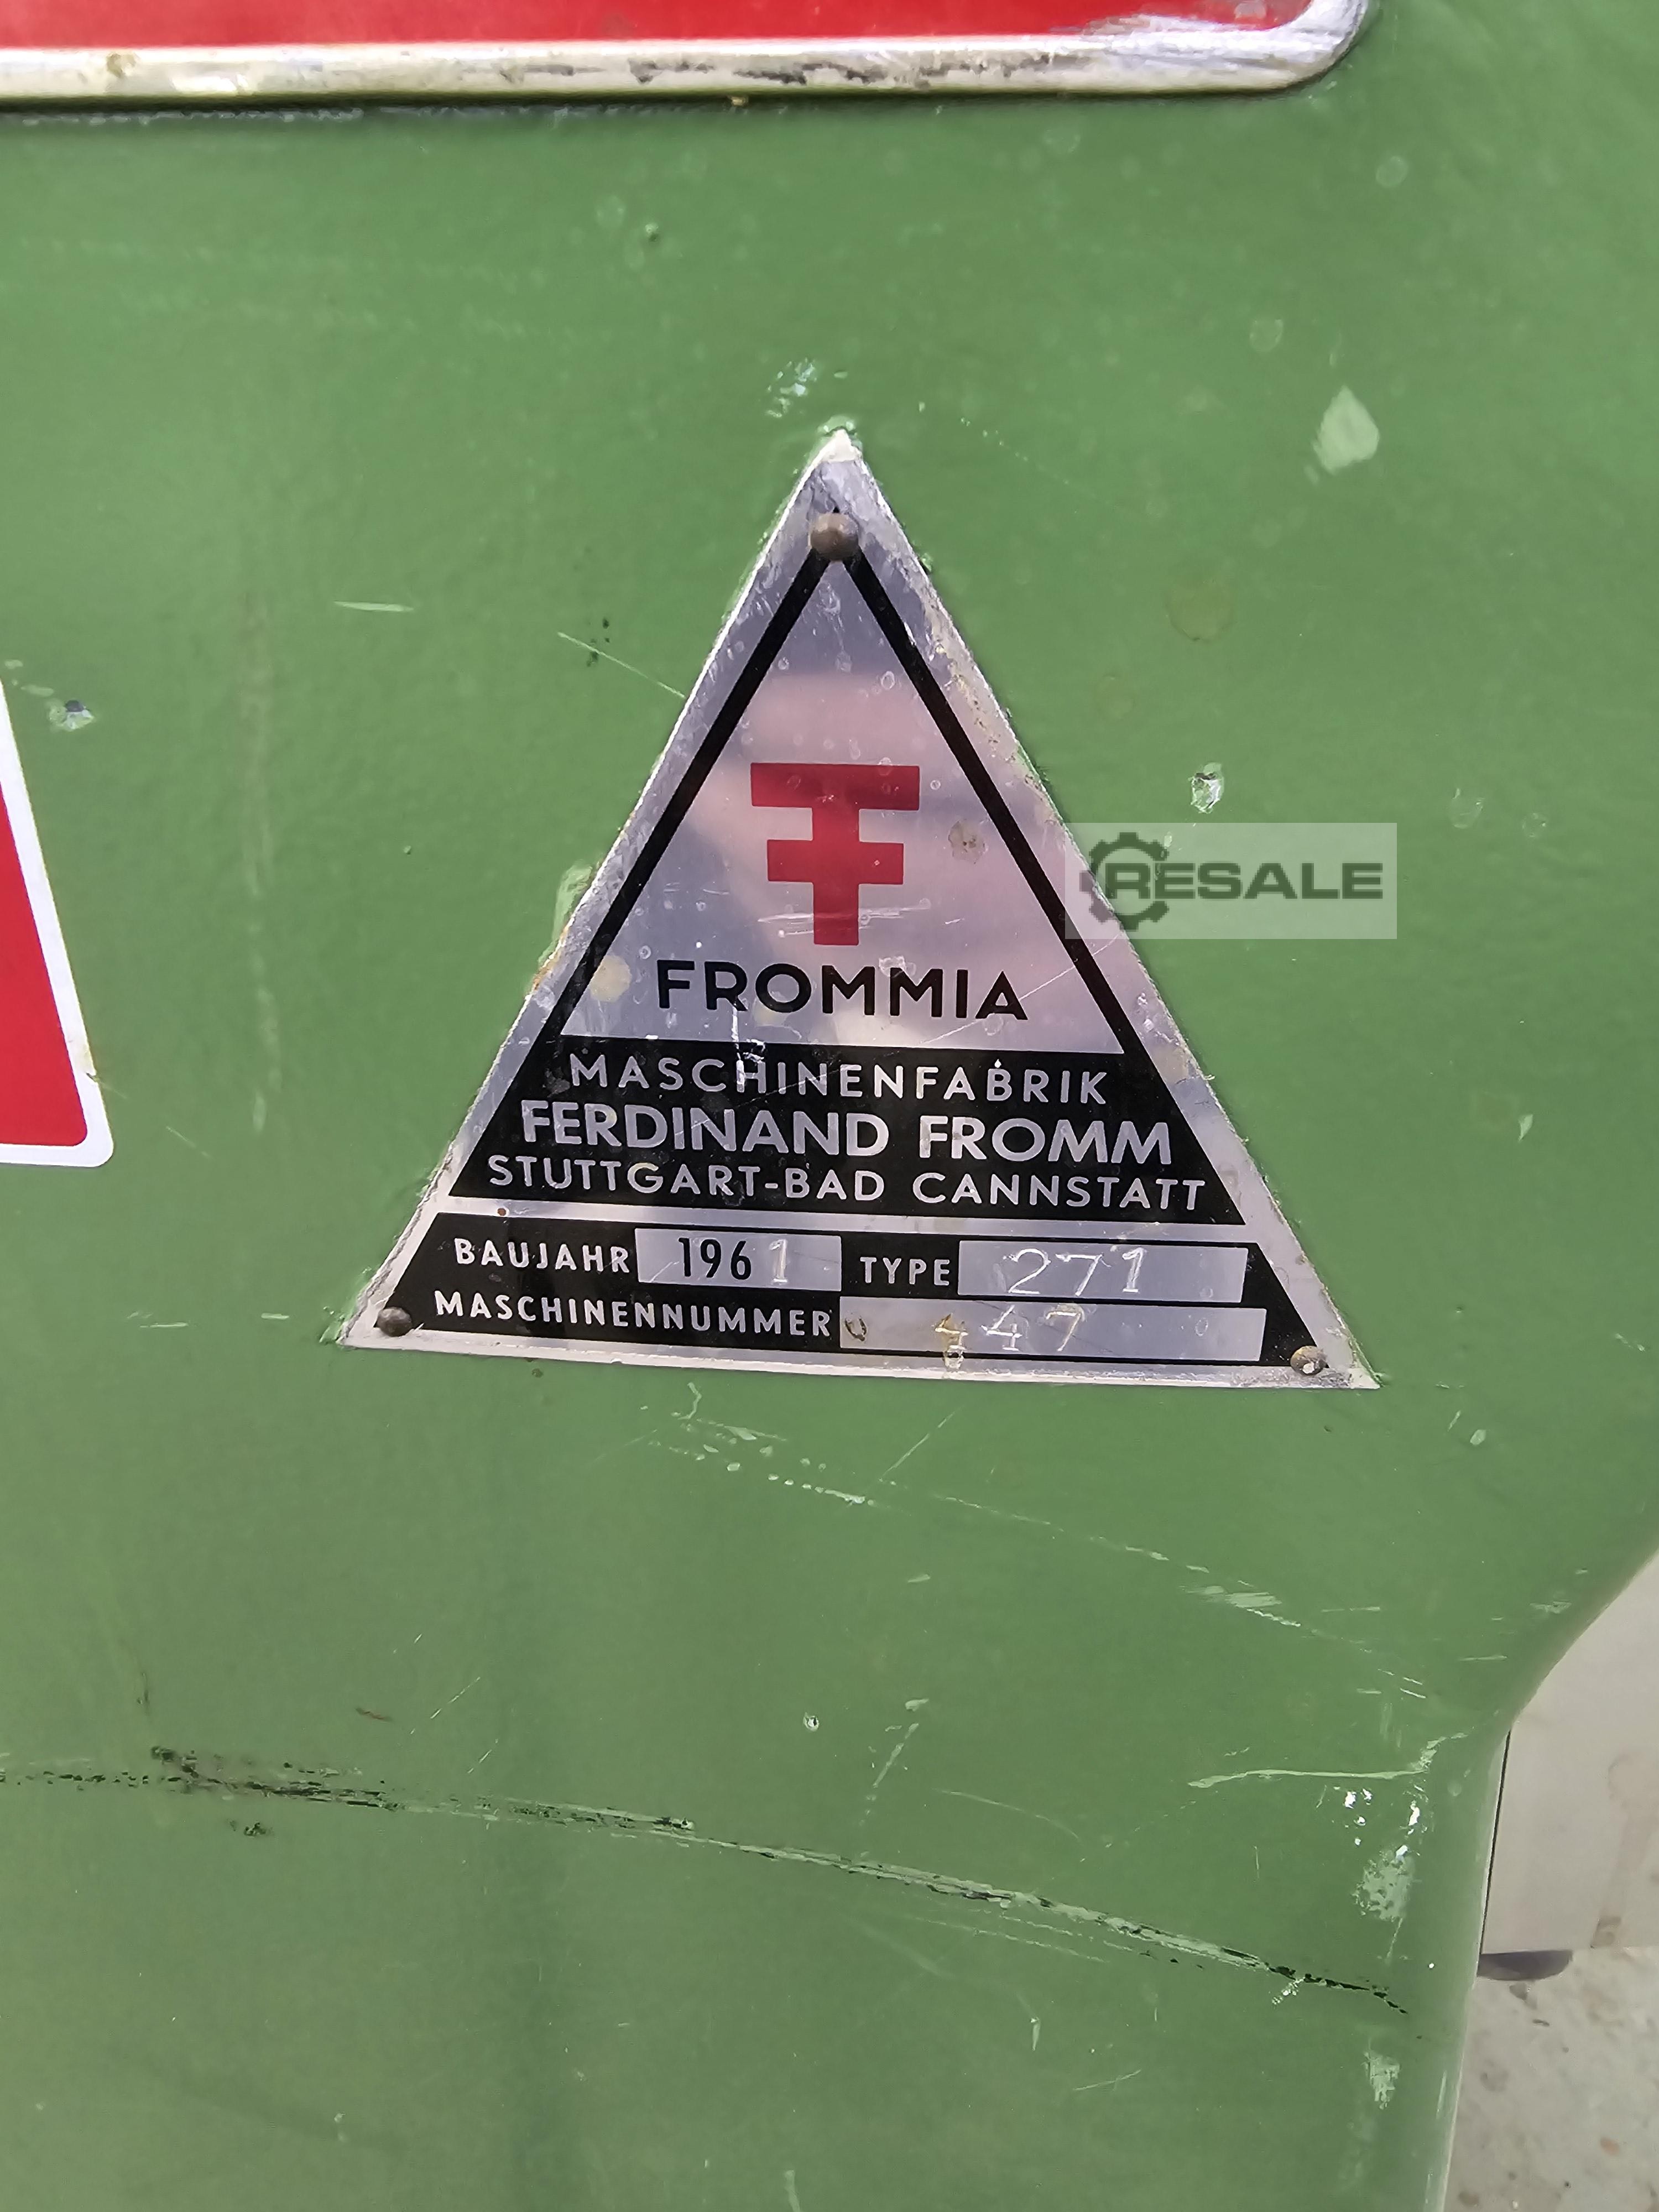 RESALE
FROMMIA
MASCHINENFABRIK
FERDINAND FROMM
STUTTGART-BAD CANNSTATT
BAUJAHR 1961 TYPE 271
MASCHINENNUMMER